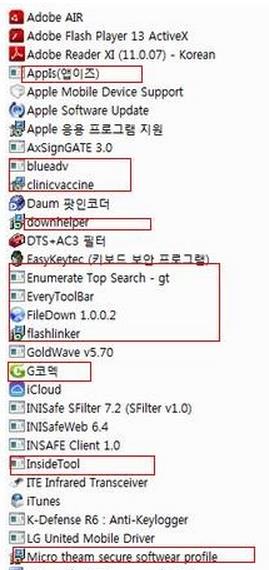 Adobe AIR
Adobe Flash Player 13 ActiveX
Adobe Reader XI (11.0.07) - Korean
AppIs(앱이즈)
Apple Mobile Device Support
Apple Software Update
Apple 응용 프로그램 지원
AxSignGATE 3.0
blueadv
clinicvaccine
Daum 팟인코더
downhelper
DTS+AC3 필터
EasyKeytec (키보드 보안 프로그램)
Enumerate Top Search - gt
EveryToolBar
FileDown 1.0.0.2
flashlinker
GoldWave v5.70
G코덱
iCloud
INISafe SFilter 7.2 (SFilter v1.0)
INISafeWeb 6.4
INSAFE Client 1.0
InsideTool
ITE Infrared Transceiver
iTunes
K-Defense R6 : Anti-Keylogger
LG United Mobile Driver
Micro theam secure softwear profile